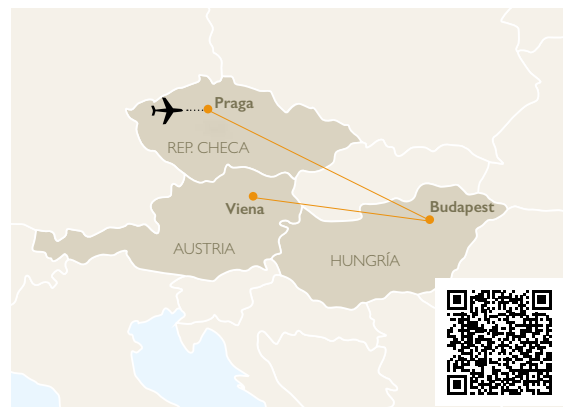 Praga
REP. CHECA
Viena
Budapest
AUSTRIA
HUNGRÍA